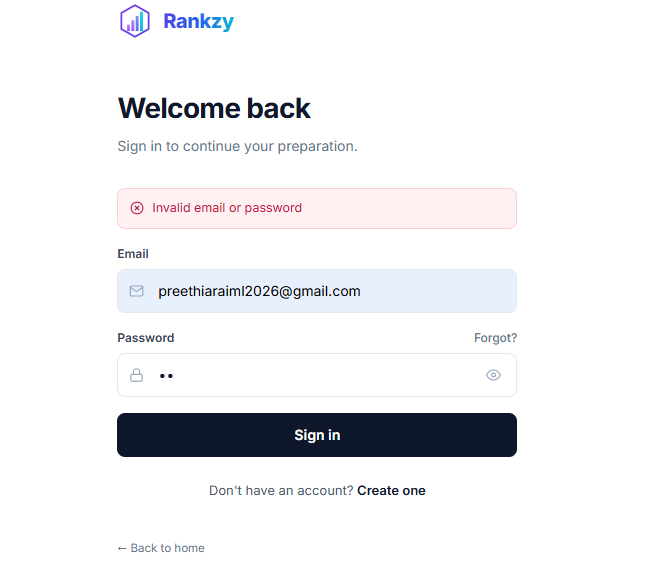 Rankzy
Welcome back
Sign in to continue your preparation.
Invalid email or password
Email
preethiaraiml2026@gmail.com
Password Forgot?
••
Sign in
Don't have an account? Create one
← Back to home